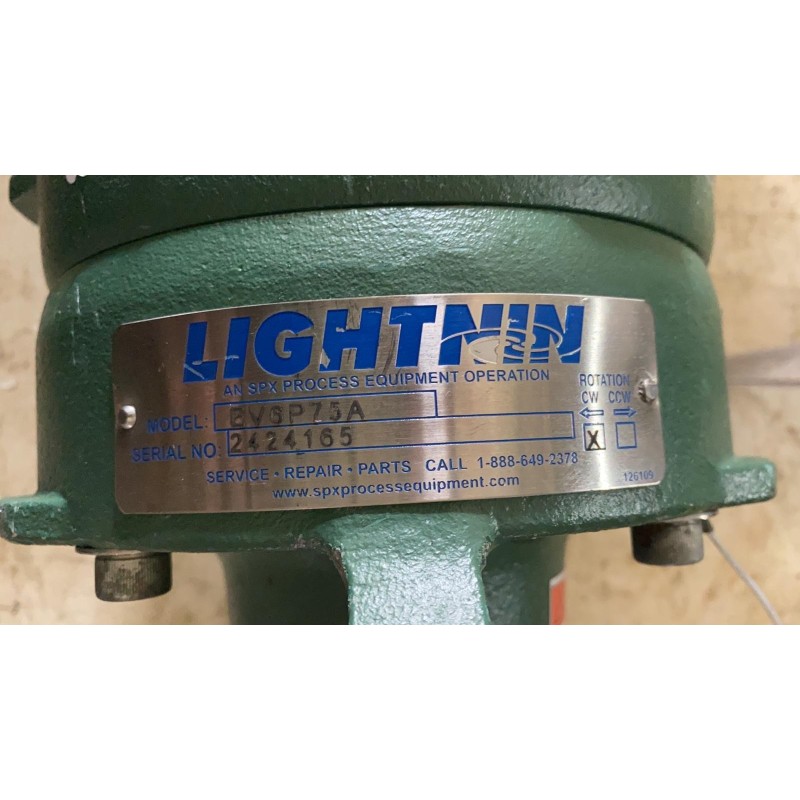 LIGHTNIN
AN SPX PROCESS EQUIPMENT OPERATION
ROTATION
CW CCW
MODEL: EV6P75A
X
SERIAL NO: 2424165
SERVICE • REPAIR • PARTS CALL 1-888-649-2378
www.spxprocessequipment.com
126109